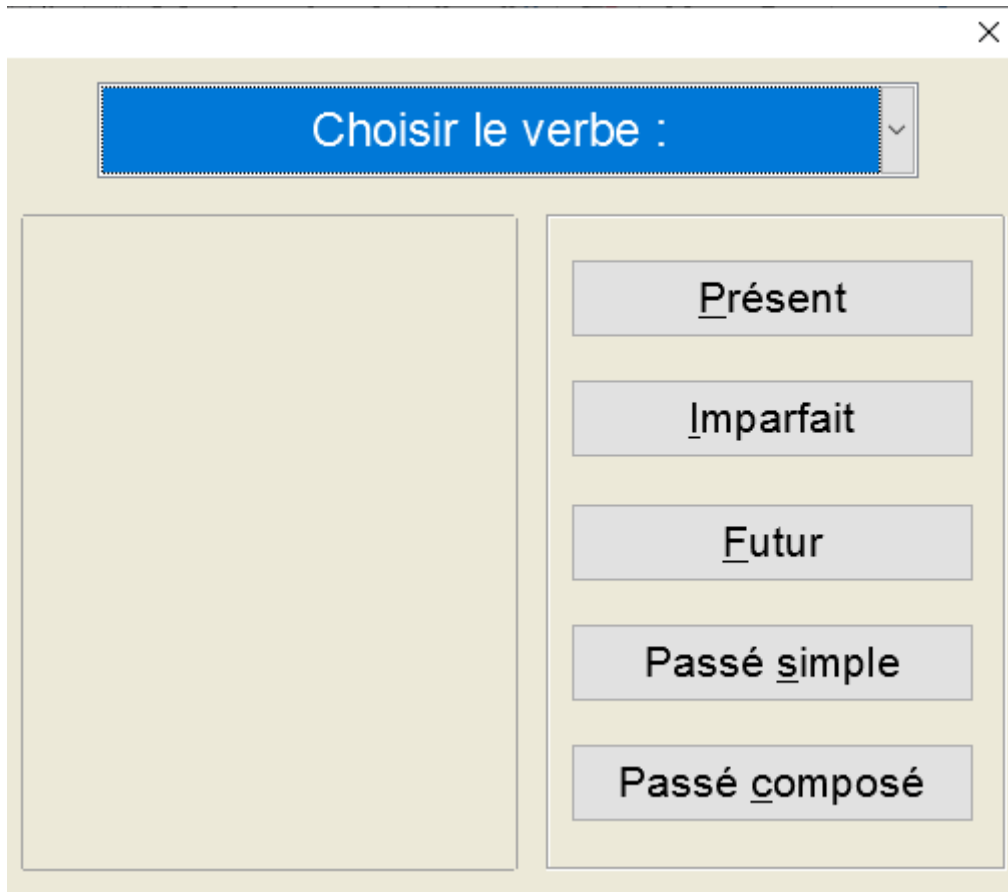 Choisir le verbe :
Présent
Imparfait
Futur
Passé simple
Passé composé